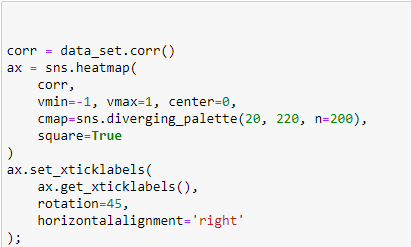 corr = data_set.corr()
ax = sns.heatmap(
    corr,
    vmin=-1, vmax=1, center=0,
    cmap=sns.diverging_palette(20, 220, n=200),
    square=True
)
ax.set_xticklabels(
    ax.get_xticklabels(),
    rotation=45,
    horizontalalignment='right'
);